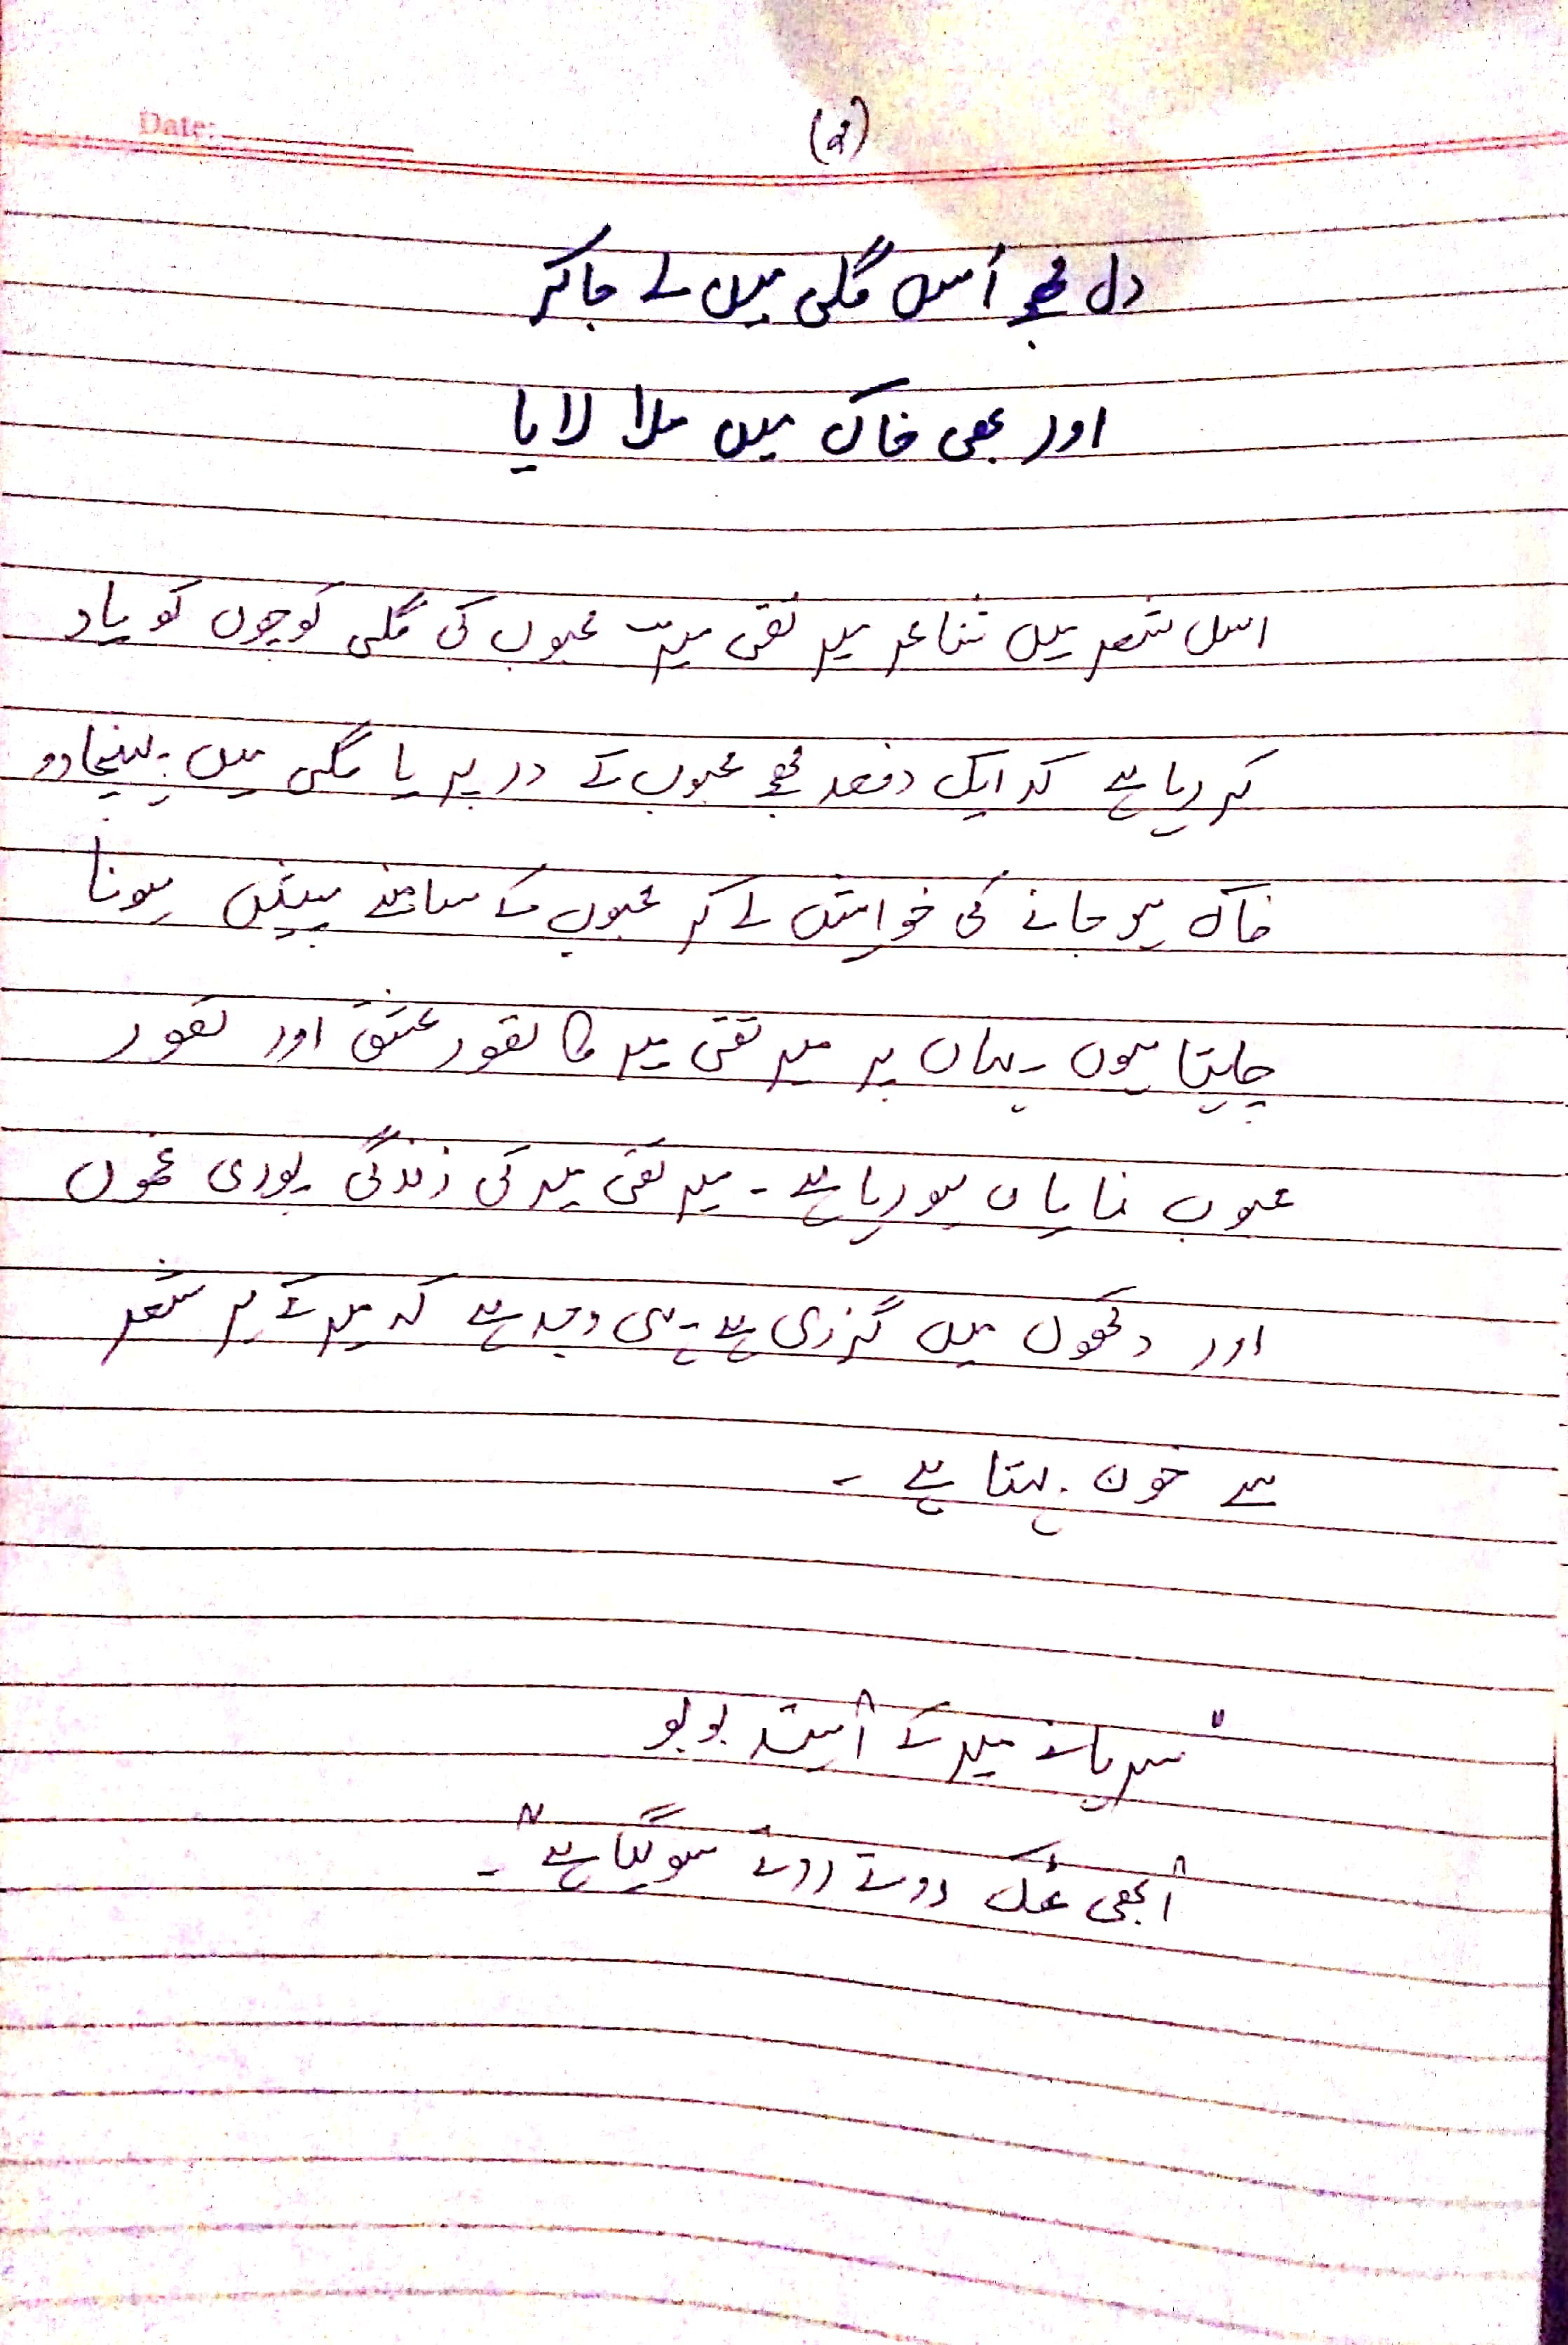 Date:
(2)
دل مجھے اُس گلی میں لے جاکر
اور بھی خاک میں ملا لایا
اس شعر میں شاعر میر تقی میرؔ محبوب کی گلی کوچوں کو یاد
کر رہا ہے کہ ایک دفعہ مجھے محبوب کے در پر یا گلی میں پہنچا دو
خاک ہو جانے کی خواہش لے کر محبوب کے سامنے پیش ہونا
چاہتا ہوں ۔ یہاں پر میر تقی میر کا تصور عشق اور تصور
محبوب نمایاں ہو رہا ہے ۔ میر تقی میر کی زندگی پوری غموں
اور دکھوں میں گزری ہے ۔ یہی وجہ ہے کہ میر کے ہر شعر
سے خون بہتا ہے ۔
" سرہانے میر کے آہستہ بولو
ابھی ٹک روتے روتے سو گیا ہے " ۔